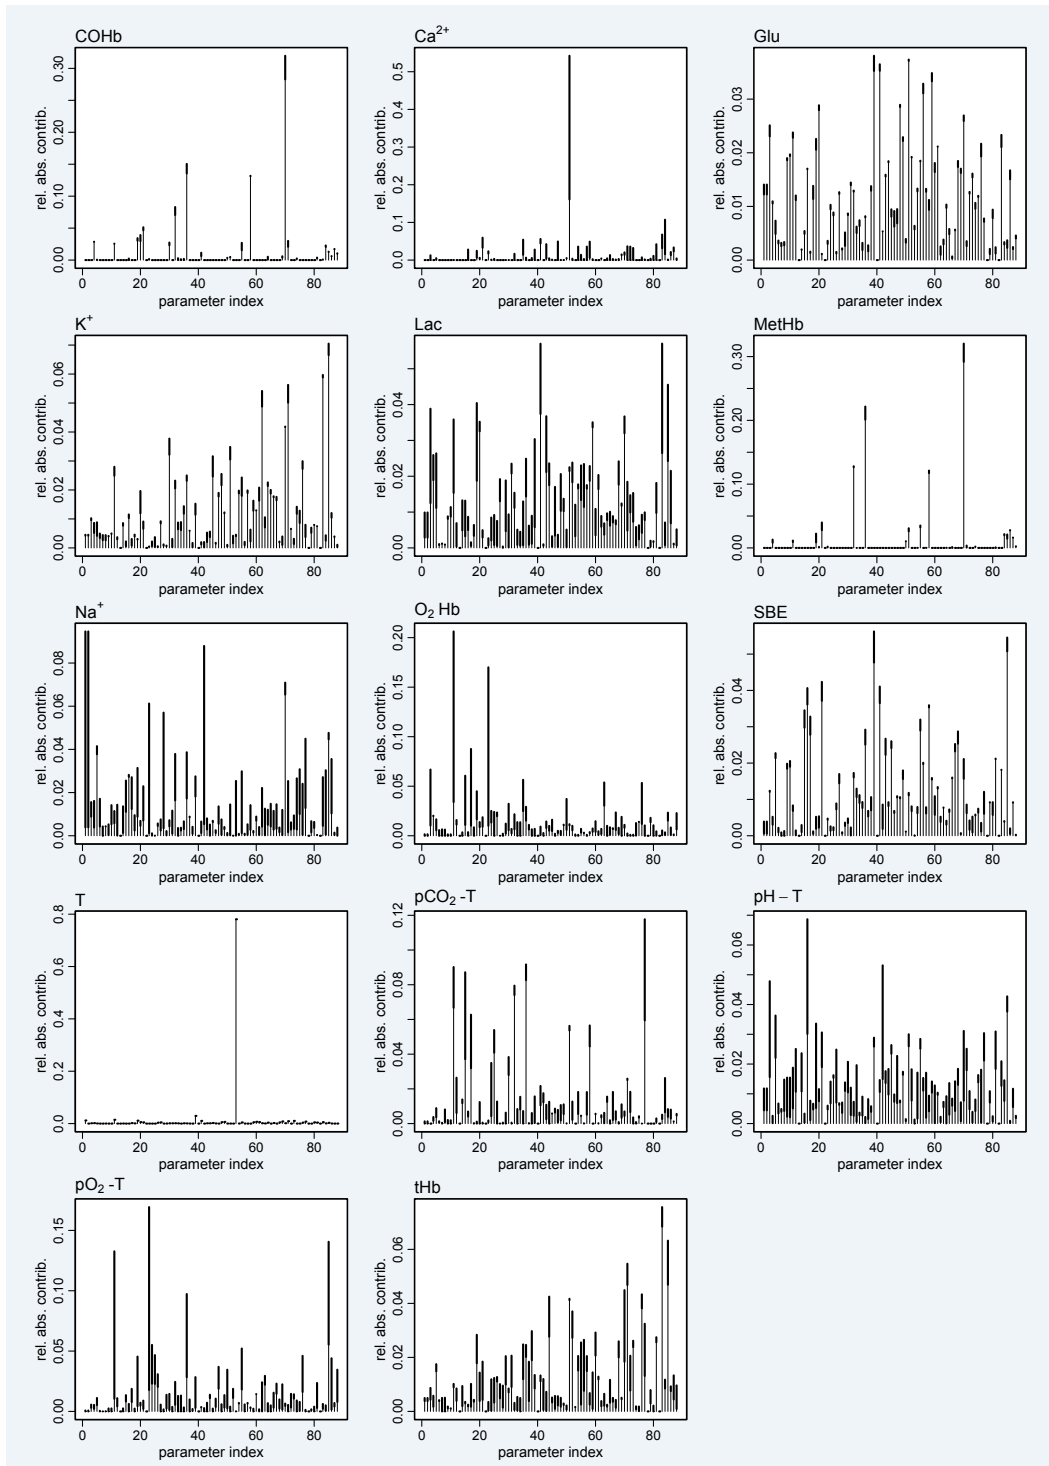 COHb
rel. abs. contrib.
0.00 0.10 0.20 0.30
0 20 40 60 80
parameter index
Ca²⁺
rel. abs. contrib.
0.0 0.1 0.2 0.3 0.4 0.5
0 20 40 60 80
parameter index
Glu
rel. abs. contrib.
0.00 0.01 0.02 0.03
0 20 40 60 80
parameter index
K⁺
rel. abs. contrib.
0.00 0.02 0.04 0.06
0 20 40 60 80
parameter index
Lac
rel. abs. contrib.
0.00 0.02 0.04
0 20 40 60 80
parameter index
MetHb
rel. abs. contrib.
0.00 0.10 0.20 0.30
0 20 40 60 80
parameter index
Na⁺
rel. abs. contrib.
0.00 0.02 0.04 0.06 0.08
0 20 40 60 80
parameter index
O₂ Hb
rel. abs. contrib.
0.00 0.05 0.10 0.15 0.20
0 20 40 60 80
parameter index
SBE
rel. abs. contrib.
0.00 0.02 0.04
0 20 40 60 80
parameter index
T
rel. abs. contrib.
0.0 0.2 0.4 0.6 0.8
0 20 40 60 80
parameter index
pCO₂ -T
rel. abs. contrib.
0.00 0.04 0.08 0.12
0 20 40 60 80
parameter index
pH – T
rel. abs. contrib.
0.00 0.02 0.04 0.06
0 20 40 60 80
parameter index
pO₂ -T
rel. abs. contrib.
0.00 0.05 0.10 0.15
0 20 40 60 80
parameter index
tHb
rel. abs. contrib.
0.00 0.02 0.04 0.06
0 20 40 60 80
parameter index